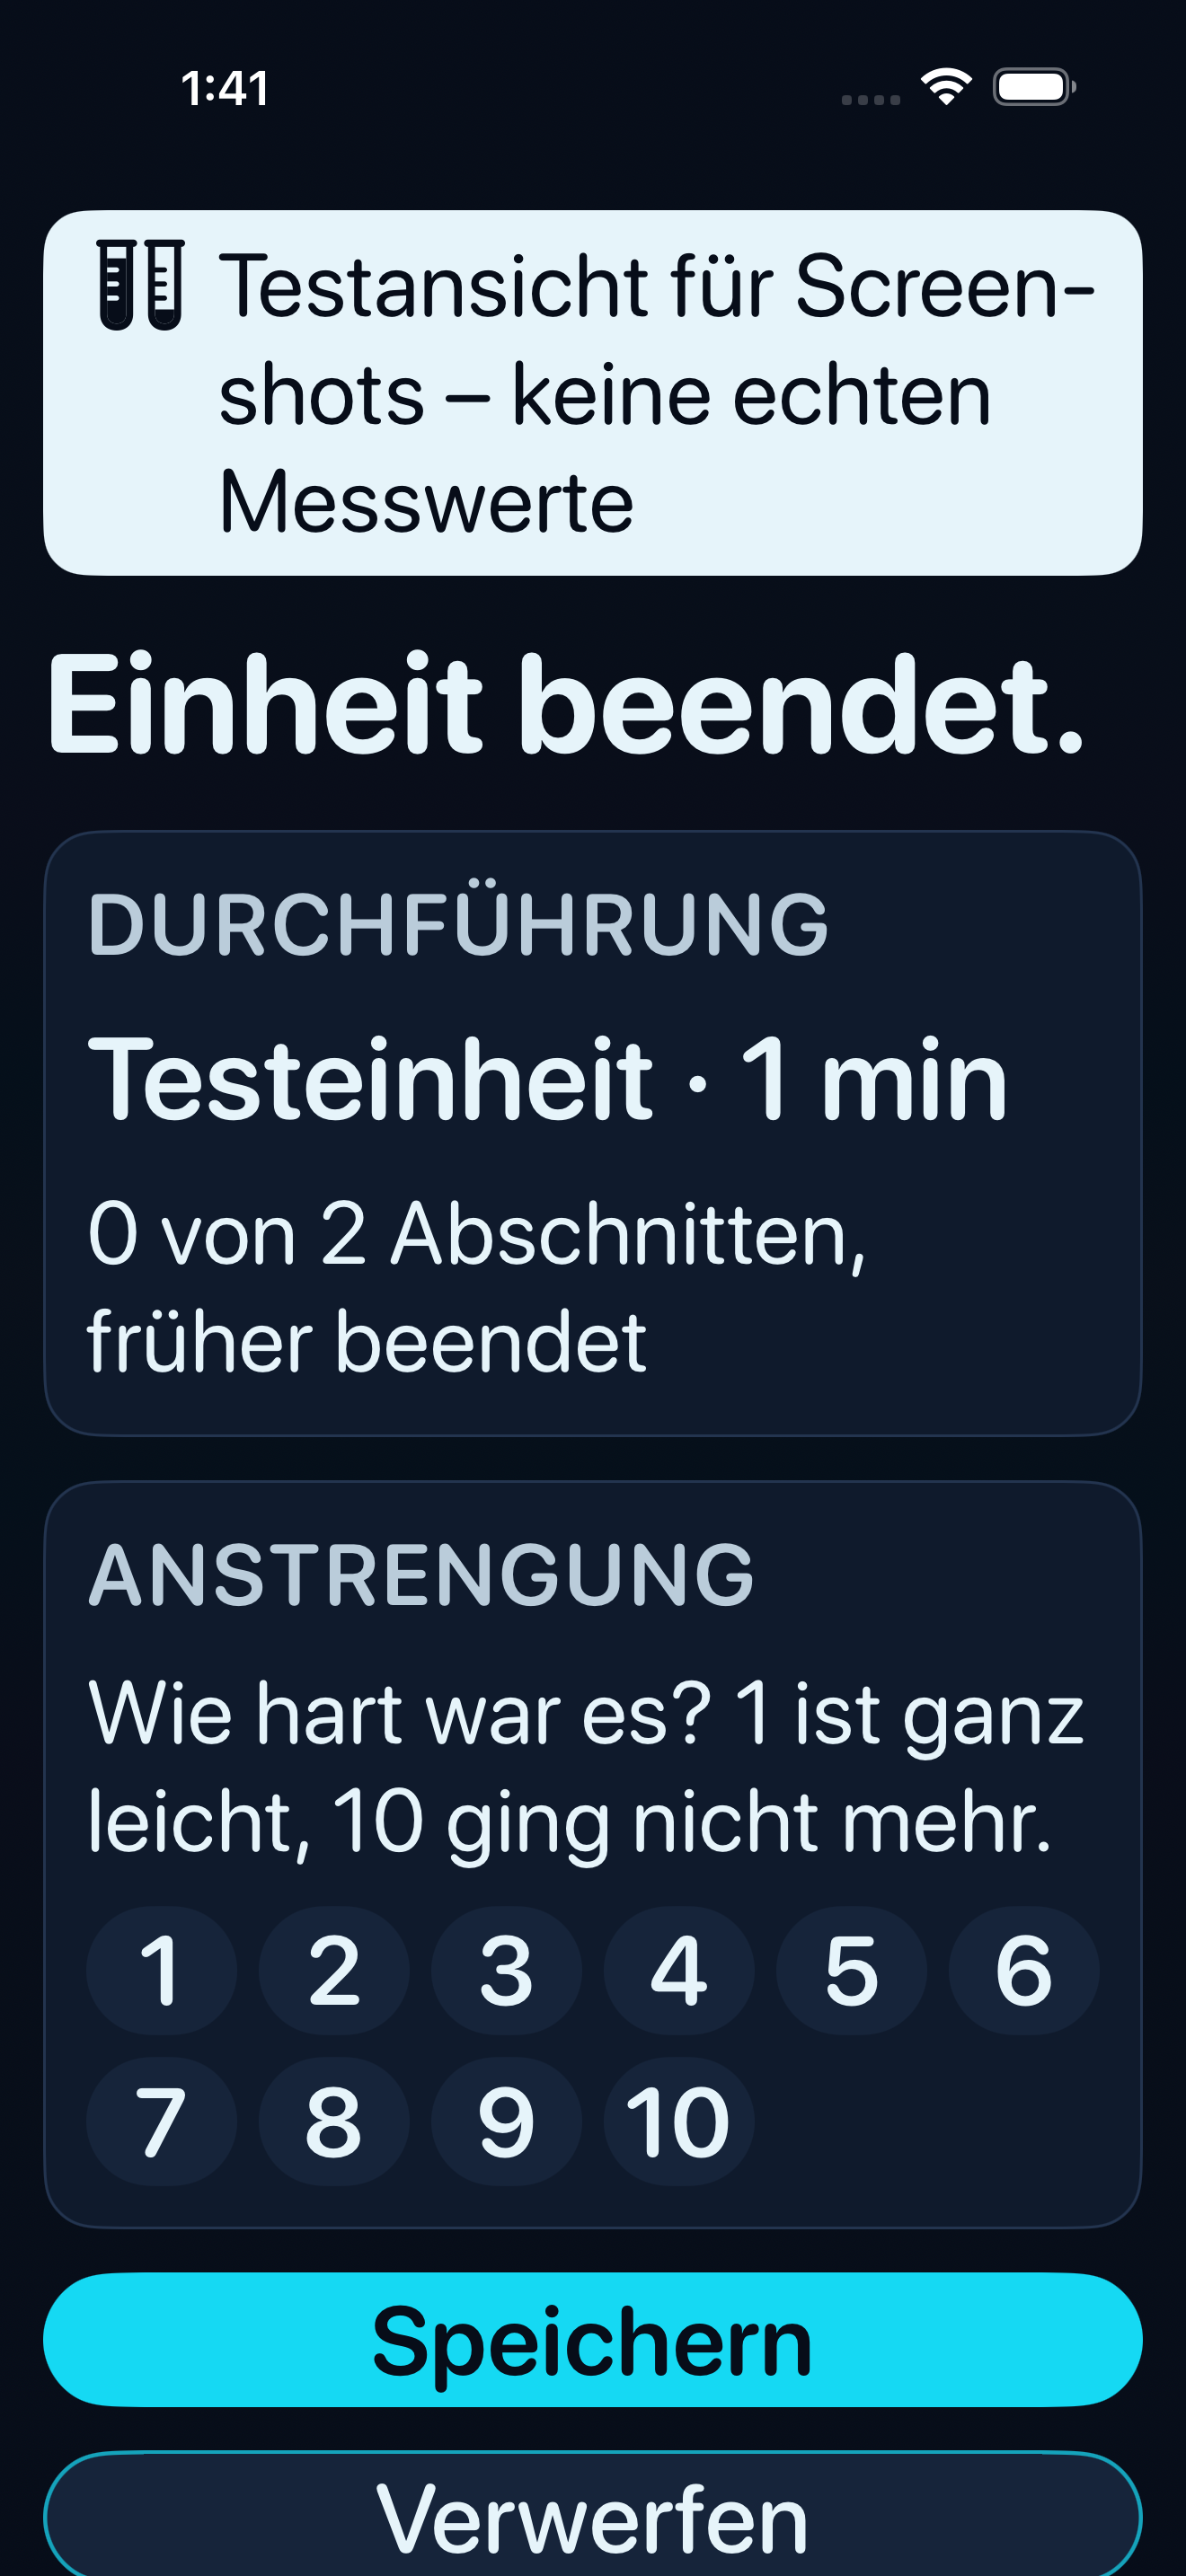 1:41
Testansicht für Screen-
shots – keine echten
Messwerte
Einheit beendet.
DURCHFÜHRUNG
Testeinheit · 1 min
0 von 2 Abschnitten,
früher beendet
ANSTRENGUNG
Wie hart war es? 1 ist ganz
leicht, 10 ging nicht mehr.
1 2 3 4 5 6
7 8 9 10
Speichern
Verwerfen